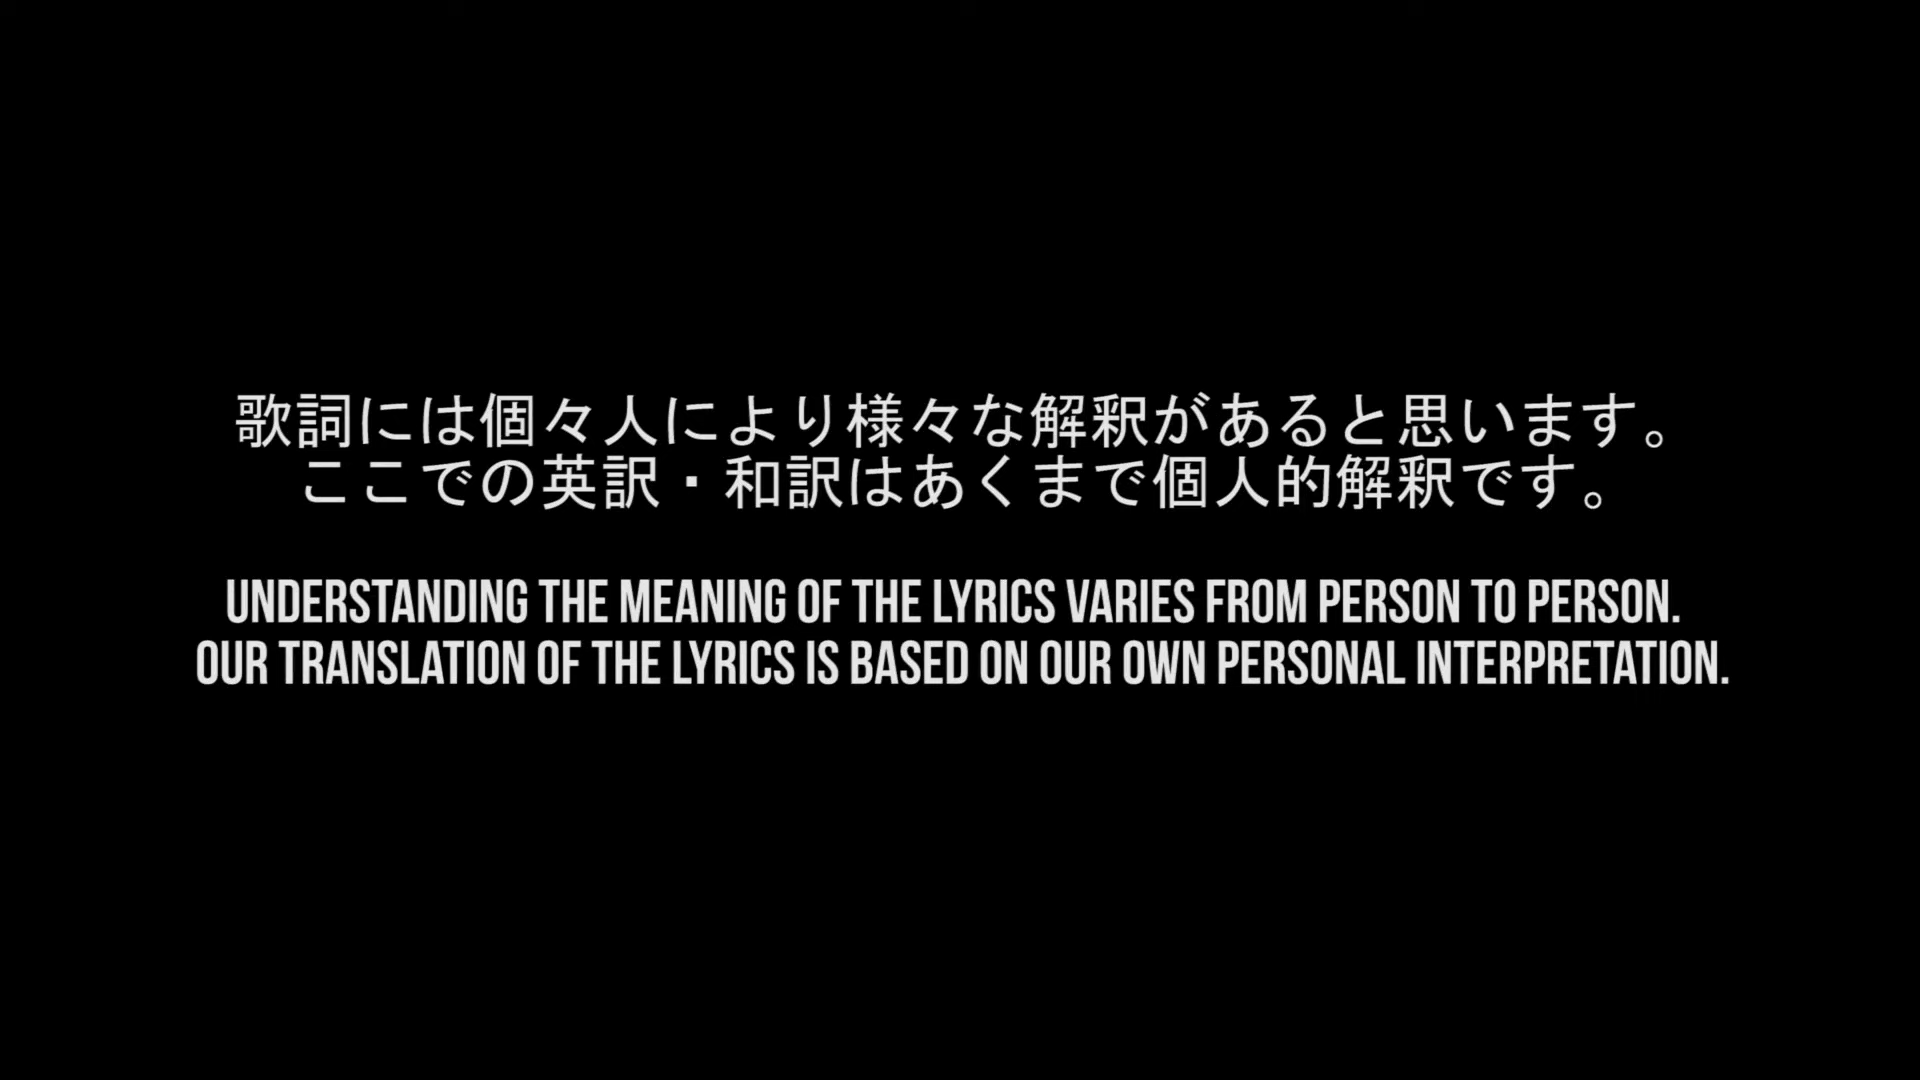 歌詞には個々人により様々な解釈があると思います。
ここでの英訳・和訳はあくまで個人的解釈です。
UNDERSTANDING THE MEANING OF THE LYRICS VARIES FROM PERSON TO PERSON.
OUR TRANSLATION OF THE LYRICS IS BASED ON OUR OWN PERSONAL INTERPRETATION.